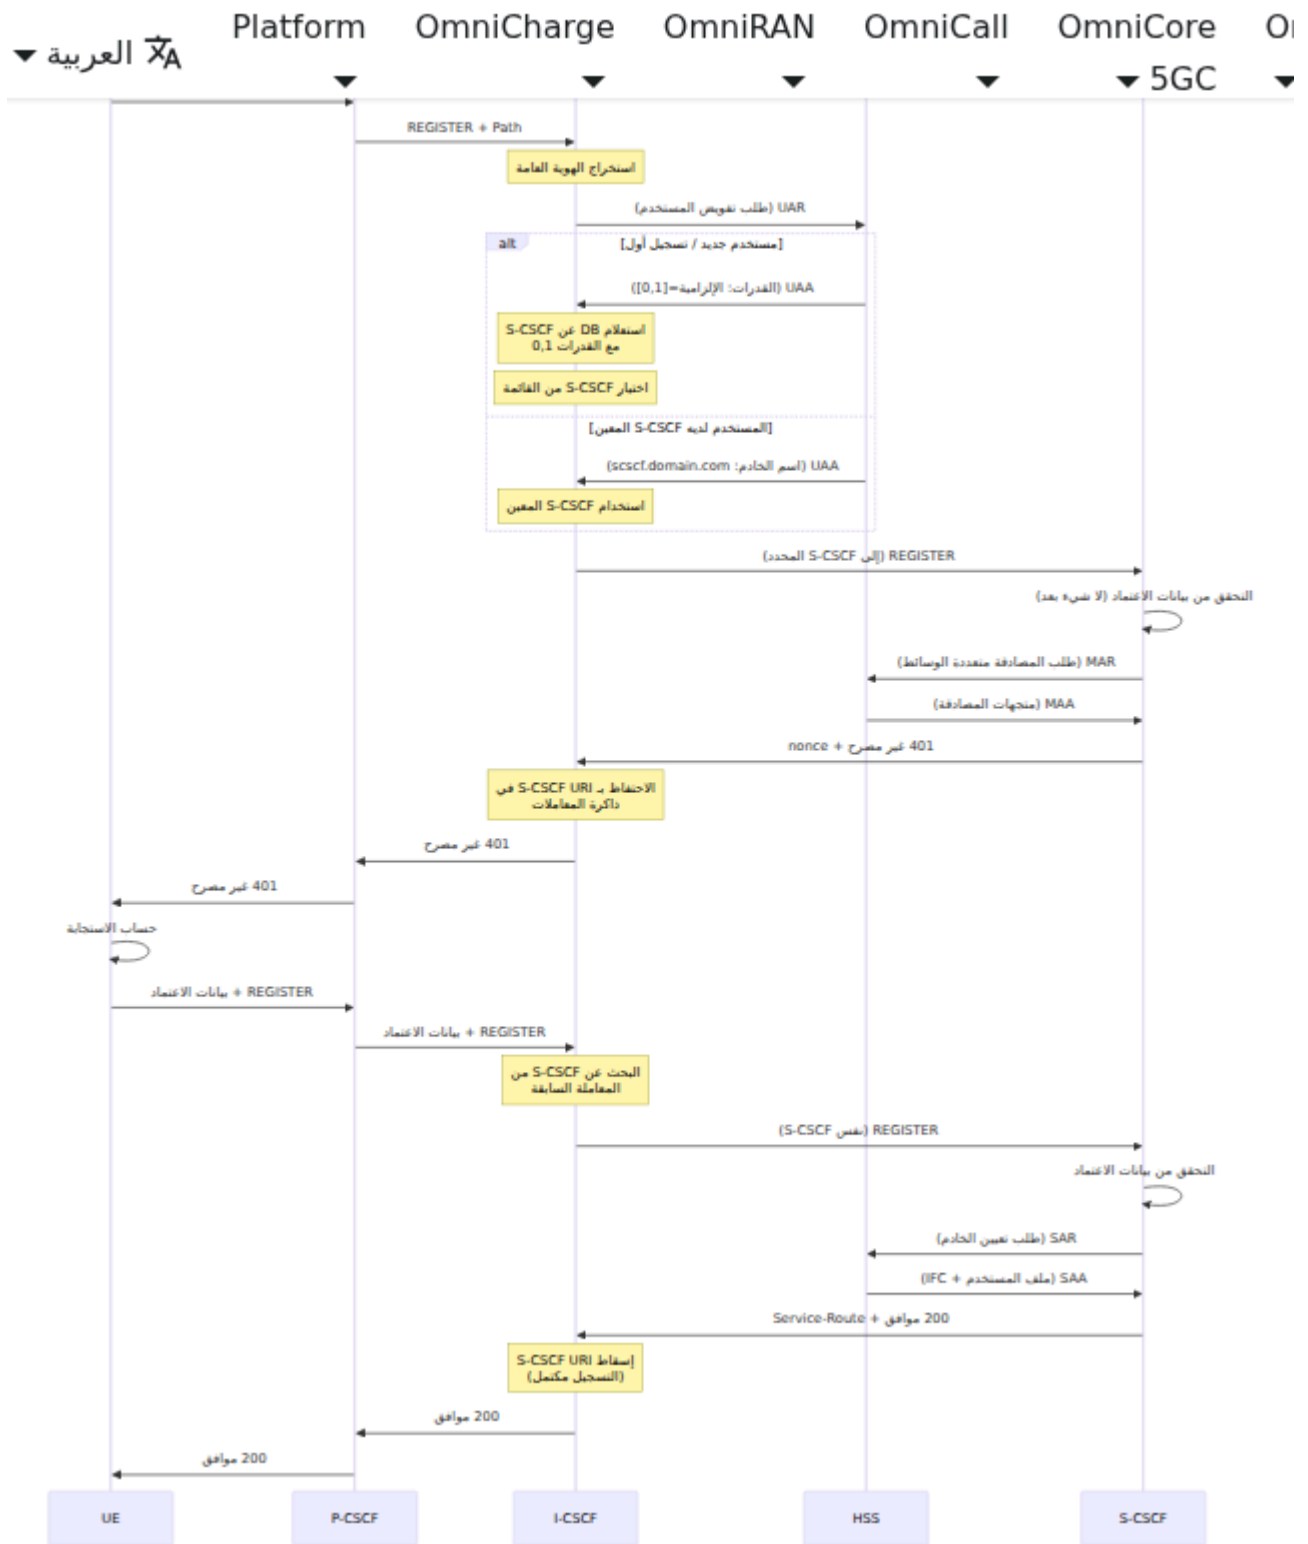 Platform
OmniCharge
OmniRAN
OmniCall
OmniCore
5GC
العربية
REGISTER + Path
استخراج الهوية العامة
UAR (طلب تفويض المستخدم)
alt
[مستخدم جديد / تسجيل أول]
UAA (القدرات: الإلزامية=[0,1])
استعلام DB عن S-CSCF
مع القدرات 0,1
اختيار S-CSCF من القائمة
[المستخدم لديه S-CSCF المعين]
UAA (اسم الخادم: scscf.domain.com)
استخدام S-CSCF المعين
REGISTER (إلى S-CSCF المحدد)
التحقق من بيانات الاعتماد (لا شيء بعد)
MAR (طلب المصادقة متعددة الوسائط)
MAA (متجهات المصادقة)
401 غير مصرح + nonce
الاحتفاظ بـ S-CSCF URI في
ذاكرة المعاملات
401 غير مصرح
401 غير مصرح
حساب الاستجابة
REGISTER + بيانات الاعتماد
REGISTER + بيانات الاعتماد
البحث عن S-CSCF من
المعاملة السابقة
REGISTER (نفس S-CSCF)
التحقق من بيانات الاعتماد
SAR (طلب تعيين الخادم)
SAA (ملف المستخدم + IFC)
200 موافق + Service-Route
إسقاط S-CSCF URI
(التسجيل مكتمل)
200 موافق
200 موافق
UE
P-CSCF
I-CSCF
HSS
S-CSCF